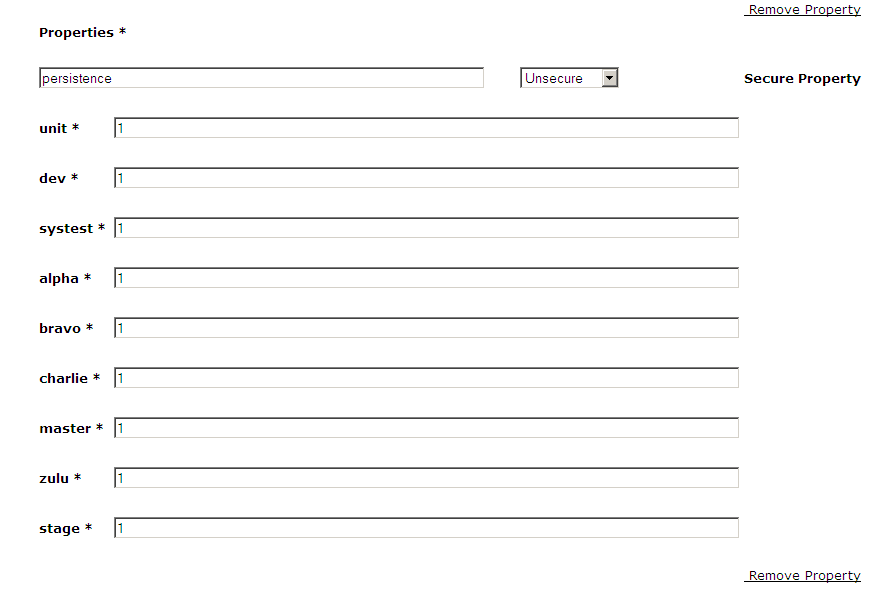 Remove Property
Properties *
persistence Unsecure Secure Property
unit * 1
dev * 1
systest * 1
alpha * 1
bravo * 1
charlie * 1
master * 1
zulu * 1
stage * 1
Remove Property